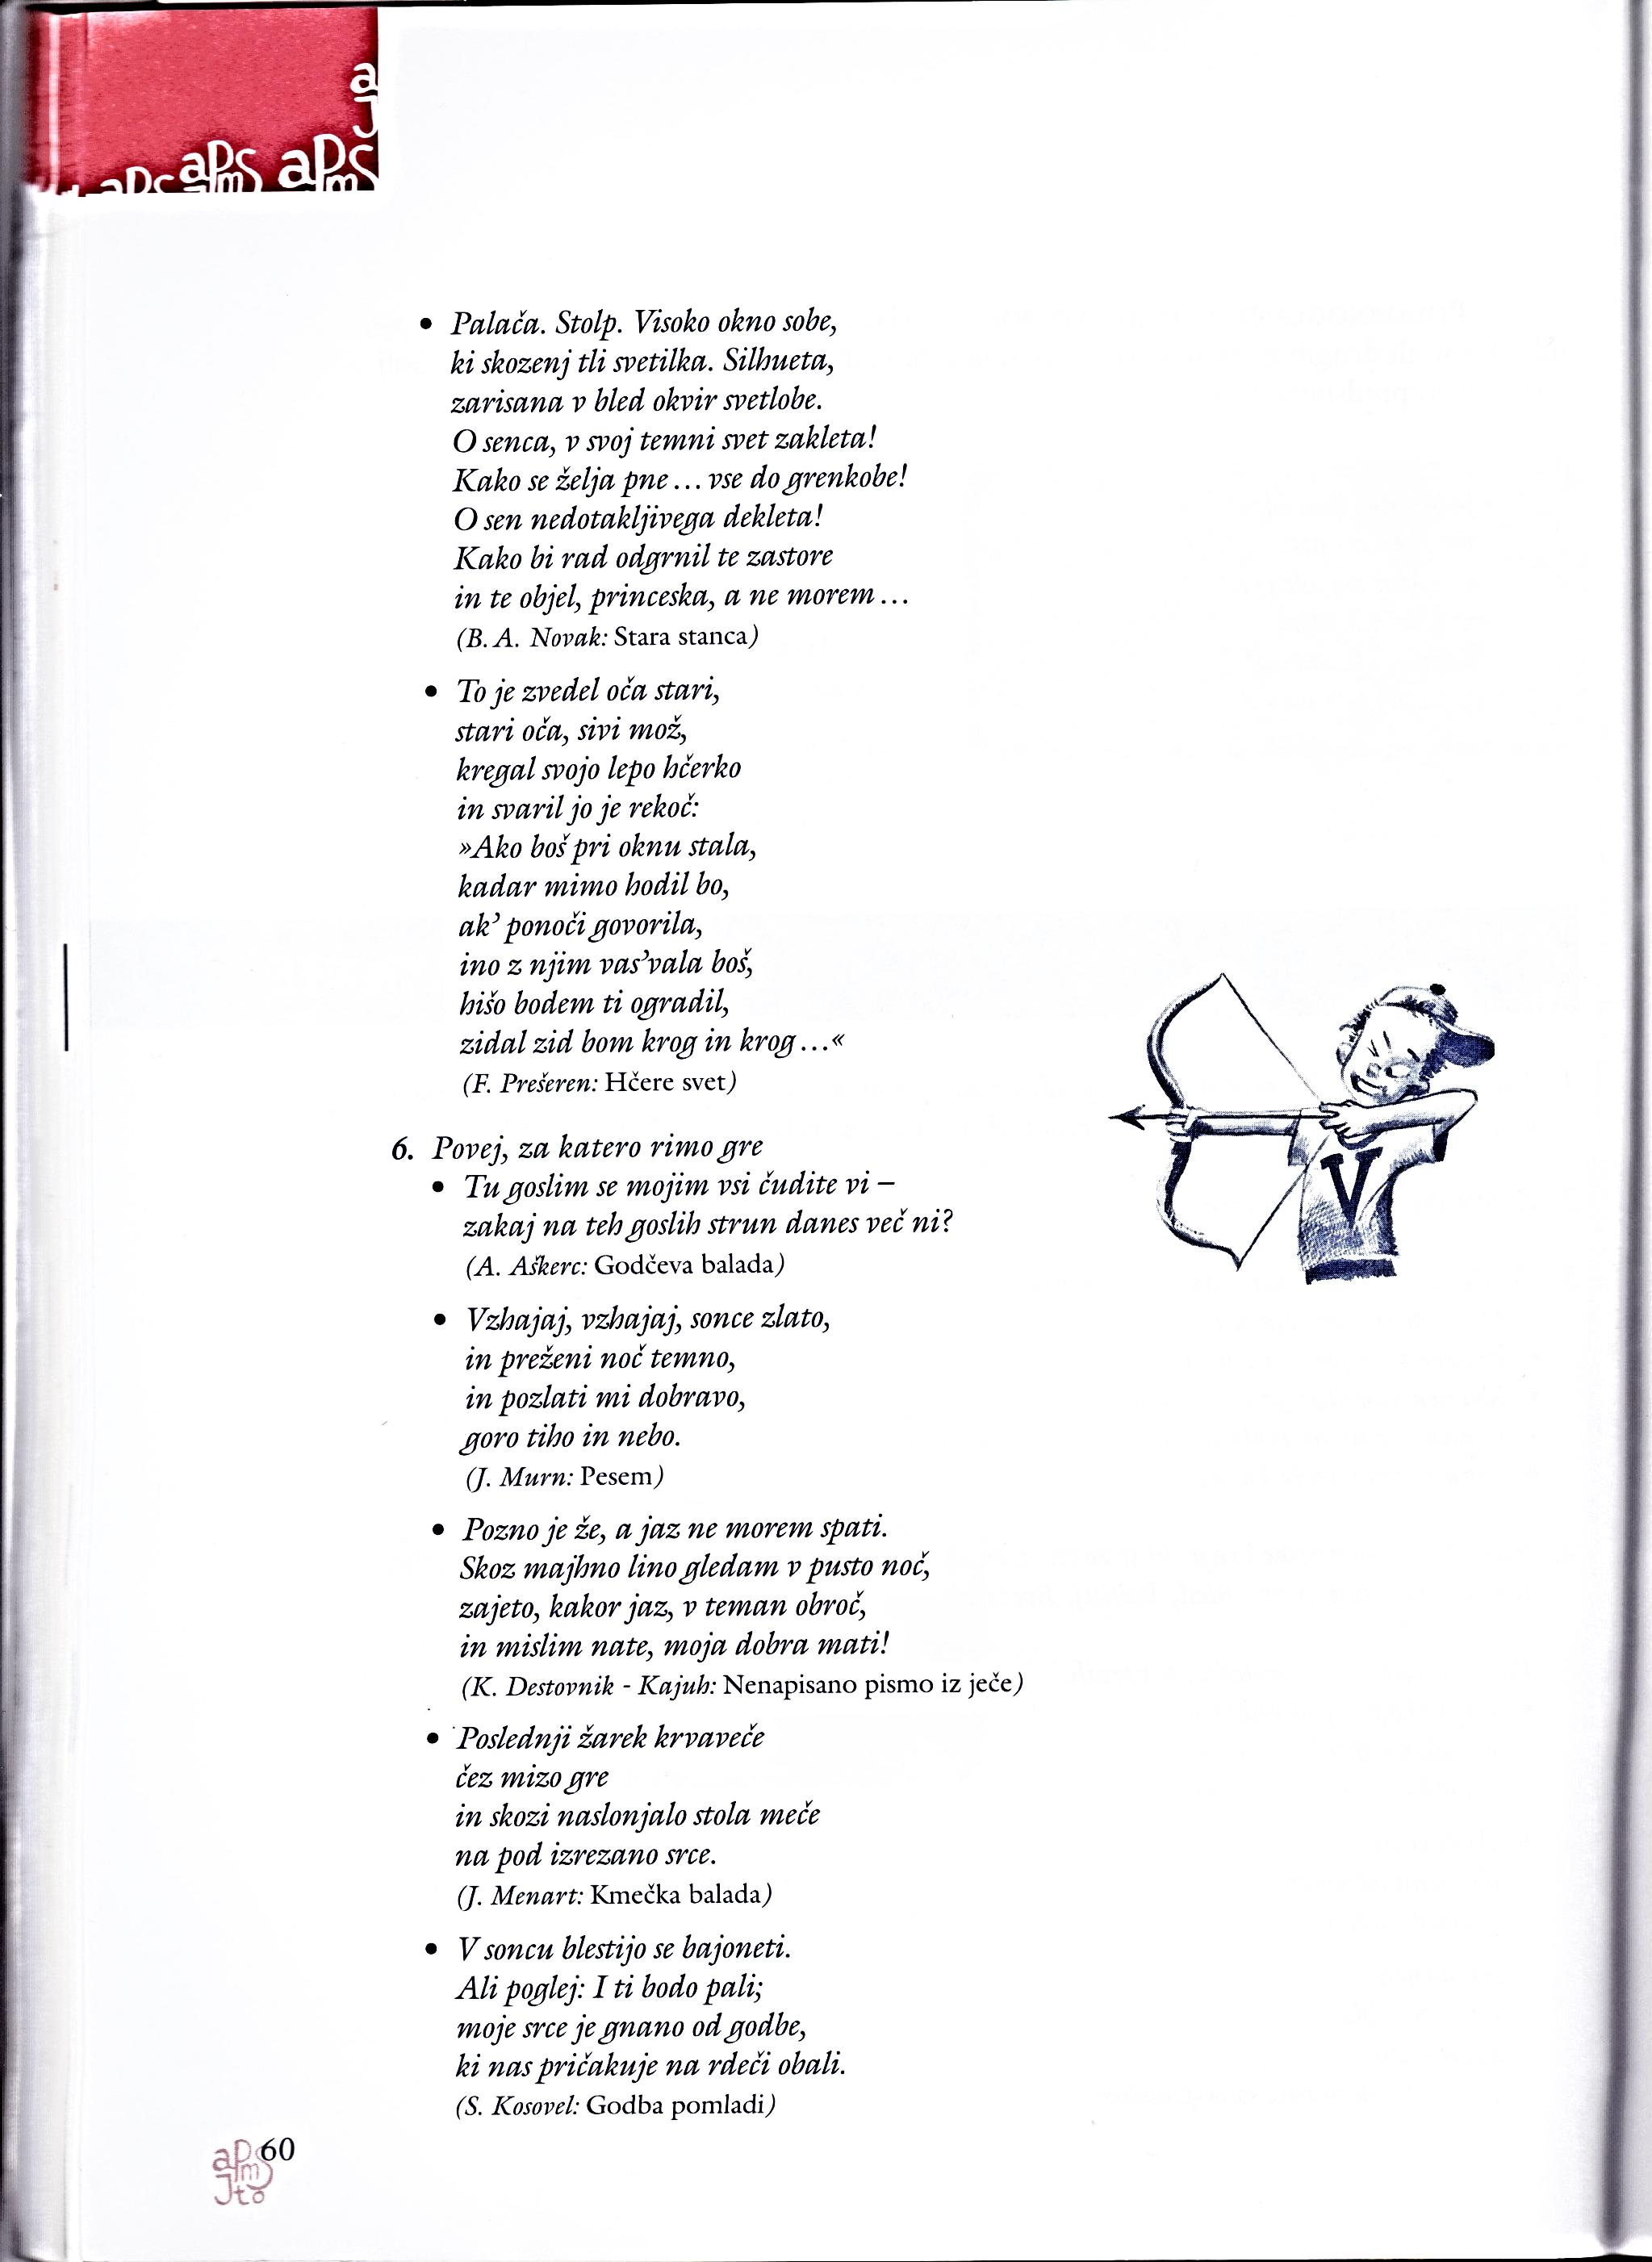 • Palača. Stolp. Visoko okno sobe,
ki skozenj tli svetilka. Silhueta,
zarisana v bled okvir svetlobe.
O senca, v svoj temni svet zakleta!
Kako se želja pne … vse do grenkobe!
O sen nedotakljivega dekleta!
Kako bi rad odgrnil te zastore
in te objel, princeska, a ne morem …
(B. A. Novak: Stara stanca)
• To je zvedel oča stari,
stari oča, sivi mož,
kregal svojo lepo hčerko
in svaril jo je rekoč:
»Ako boš pri oknu stala,
kadar mimo hodil bo,
ak’ ponoči govorila,
ino z njim vas’vala boš,
hišo bodem ti ogradil,
zidal zid bom krog in krog …«
(F. Prešeren: Hčere svet)
6. Povej, za katero rimo gre
• Tu goslim se mojim vsi čudite vi –
zakaj na teh goslih strun danes več ni?
(A. Aškerc: Godčeva balada)
V
• Vzhajaj, vzhajaj, sonce zlato,
in preženi noč temno,
in pozlati mi dobravo,
goro tiho in nebo.
(J. Murn: Pesem)
• Pozno je že, a jaz ne morem spati.
Skoz majhno lino gledam v pusto noč,
zajeto, kakor jaz, v teman obroč,
in mislim nate, moja dobra mati!
(K. Destovnik - Kajuh: Nenapisano pismo iz ječe)
• Poslednji žarek krvaveče
čez mizo gre
in skozi naslonjalo stola meče
na pod izrezano srce.
(J. Menart: Kmečka balada)
• V soncu blestijo se bajoneti.
Ali poglej: I ti bodo pali;
moje srce je gnano od godbe,
ki nas pričakuje na rdeči obali.
(S. Kosovel: Godba pomladi)
60